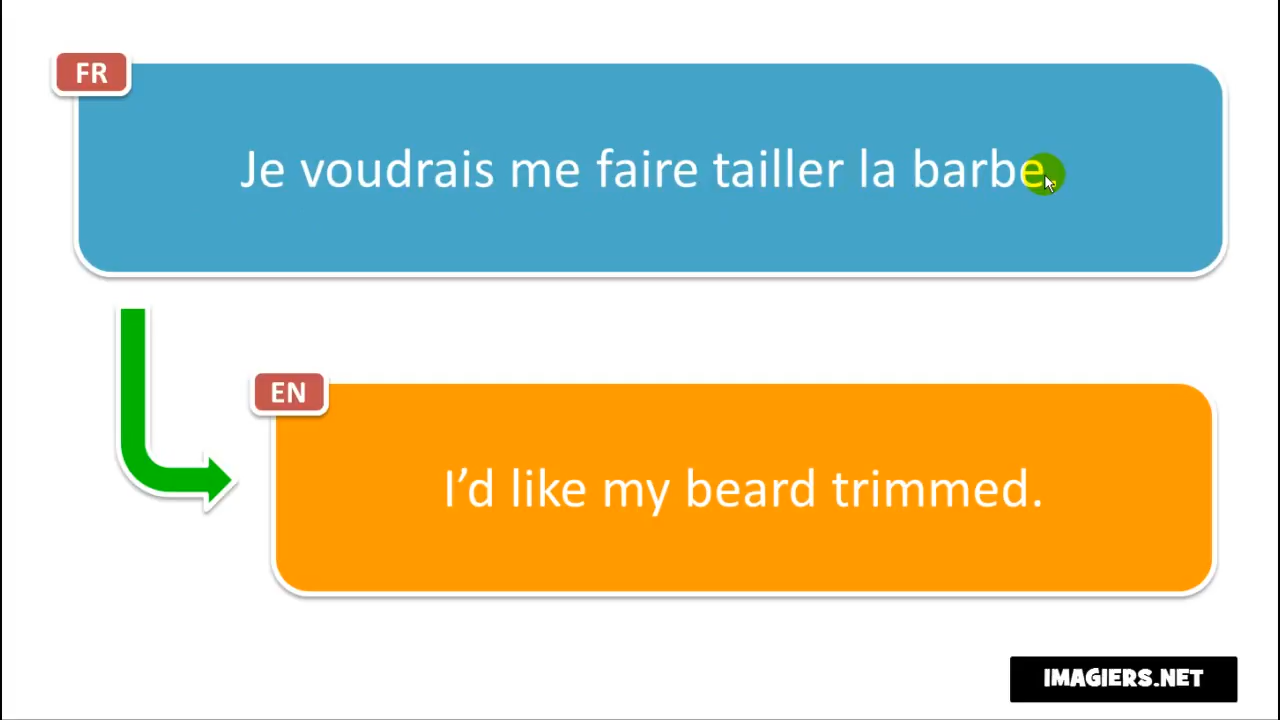 FR
Je voudrais me faire tailler la barbe.
EN
I’d like my beard trimmed.
IMAGIERS.NET